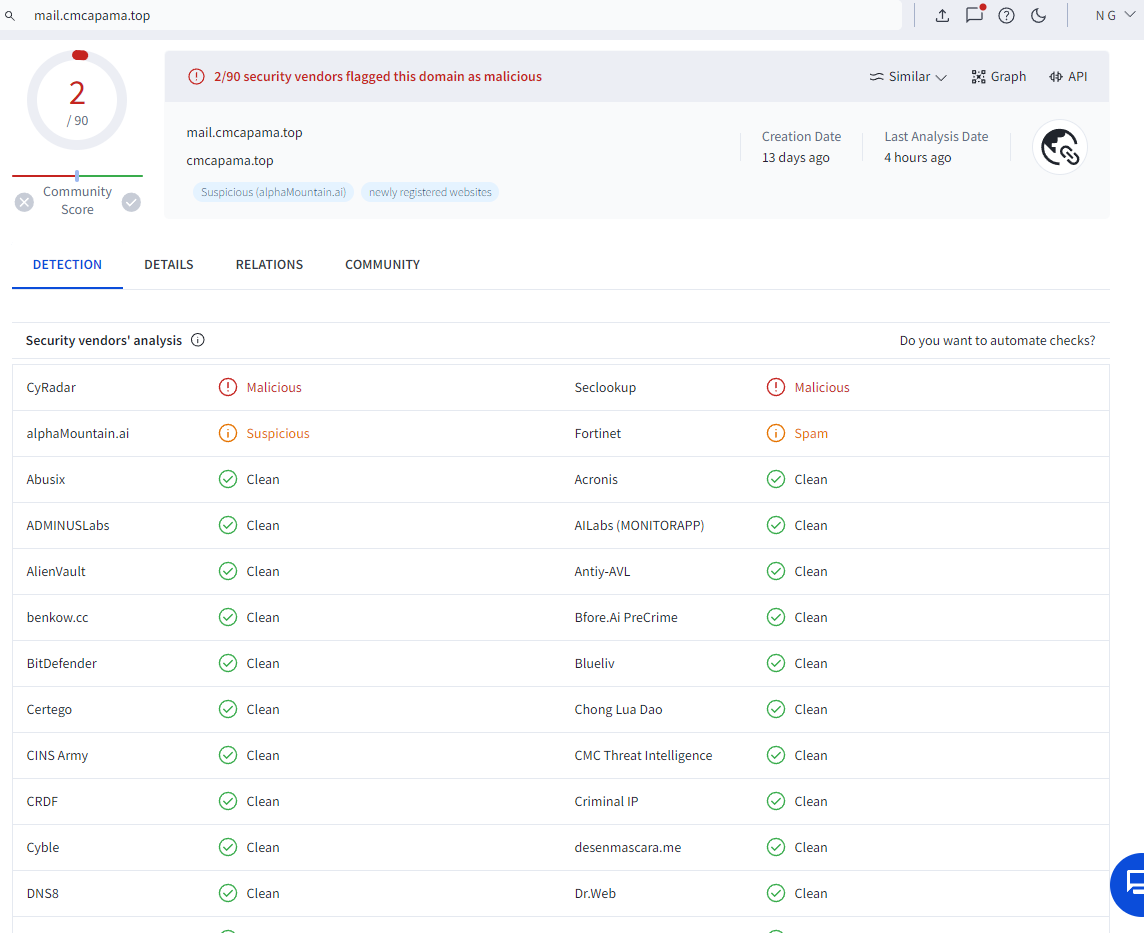 mail.cmcapama.top
N G
2
/ 90
Community
Score
2/90 security vendors flagged this domain as malicious
Similar
Graph
API
mail.cmcapama.top
cmcapama.top
Suspicious (alphaMountain.ai)
newly registered websites
Creation Date
13 days ago
Last Analysis Date
4 hours ago
DETECTION
DETAILS
RELATIONS
COMMUNITY
Security vendors' analysis
Do you want to automate checks?
CyRadar Malicious Seclookup Malicious
alphaMountain.ai Suspicious Fortinet Spam
Abusix Clean Acronis Clean
ADMINUSLabs Clean AILabs (MONITORAPP) Clean
AlienVault Clean Antiy-AVL Clean
benkow.cc Clean Bfore.Ai PreCrime Clean
BitDefender Clean Blueliv Clean
Certego Clean Chong Lua Dao Clean
CINS Army Clean CMC Threat Intelligence Clean
CRDF Clean Criminal IP Clean
Cyble Clean desenmascara.me Clean
DNS8 Clean Dr.Web Clean